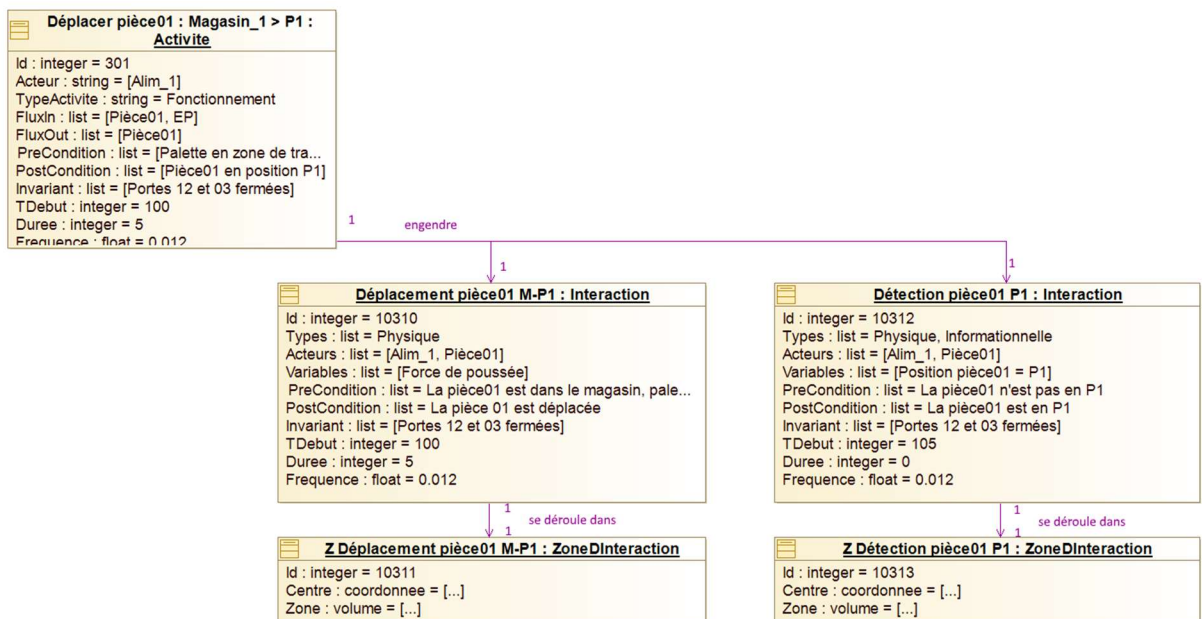 Déplacer pièce01 : Magasin_1 > P1 :
Activite
Id : integer = 301
Acteur : string = [Alim_1]
TypeActivite : string = Fonctionnement
FluxIn : list = [Pièce01, EP]
FluxOut : list = [Pièce01]
PreCondition : list = [Palette en zone de tra...
PostCondition : list = [Pièce01 en position P1]
Invariant : list = [Portes 12 et 03 fermées]
TDebut : integer = 100
Duree : integer = 5
Frequence : float = 0.012
1
engendre
1
1
Déplacement pièce01 M-P1 : Interaction
Id : integer = 10310
Types : list = Physique
Acteurs : list = [Alim_1, Pièce01]
Variables : list = [Force de poussée]
PreCondition : list = La pièce01 est dans le magasin, pale...
PostCondition : list = La pièce 01 est déplacée
Invariant : list = [Portes 12 et 03 fermées]
TDebut : integer = 100
Duree : integer = 5
Frequence : float = 0.012
Détection pièce01 P1 : Interaction
Id : integer = 10312
Types : list = Physique, Informationnelle
Acteurs : list = [Alim_1, Pièce01]
Variables : list = [Position pièce01 = P1]
PreCondition : list = La pièce01 n'est pas en P1
PostCondition : list = La pièce01 est en P1
Invariant : list = [Portes 12 et 03 fermées]
TDebut : integer = 105
Duree : integer = 0
Frequence : float = 0.012
1
se déroule dans
1
1
se déroule dans
1
Z Déplacement pièce01 M-P1 : ZoneDInteraction
Id : integer = 10311
Centre : coordonnee = [...]
Zone : volume = [...]
Z Détection pièce01 P1 : ZoneDInteraction
Id : integer = 10313
Centre : coordonnee = [...]
Zone : volume = [...]